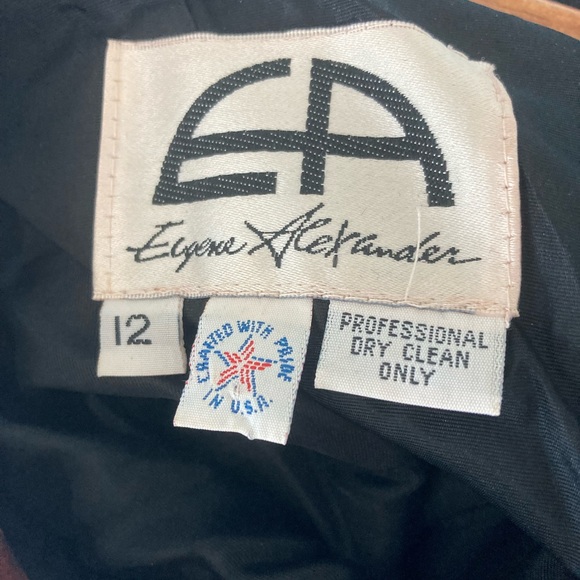 EA
Eugene Alexander
12
CRAFTED WITH PRIDE
IN U.S.A.
PROFESSIONAL
DRY CLEAN
ONLY